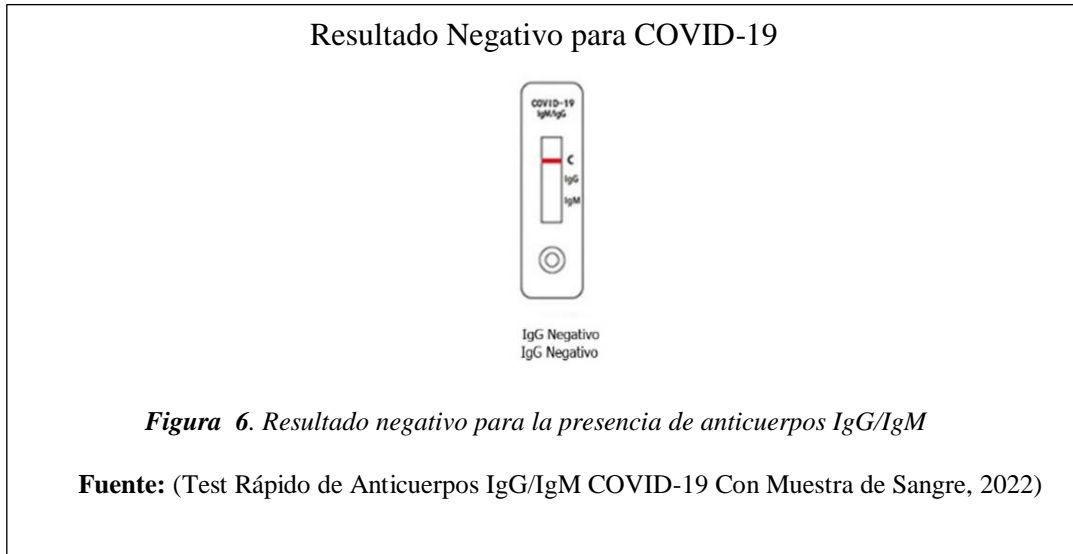 Resultado Negativo para COVID-19
COVID-19
IgM/IgG
C
IgG
IgM
IgG Negativo
IgG Negativo
Figura 6. Resultado negativo para la presencia de anticuerpos IgG/IgM
Fuente: (Test Rápido de Anticuerpos IgG/IgM COVID-19 Con Muestra de Sangre, 2022)